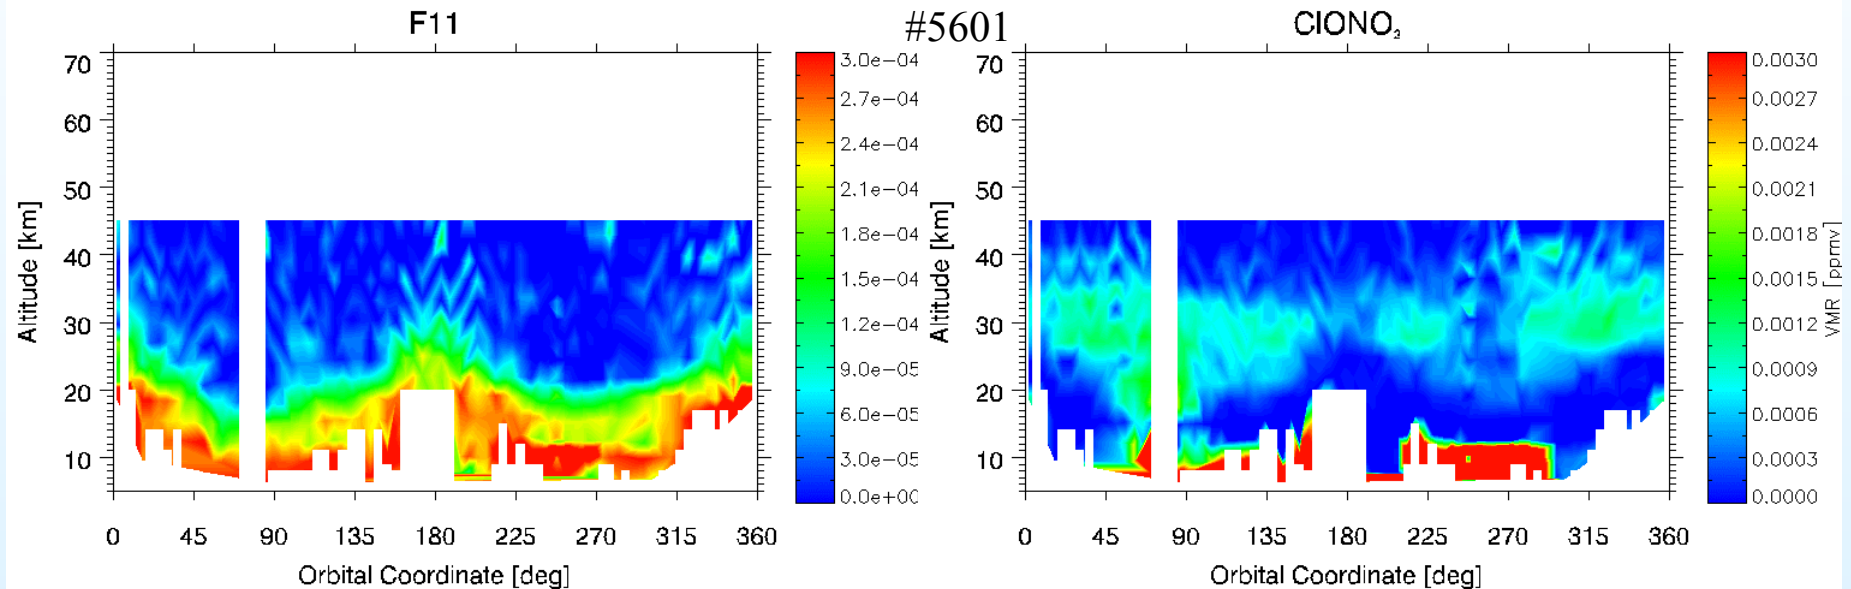 F11
#5601
ClONO₂
70
60
50
40
30
20
10
Altitude [km]
0 45 90 135 180 225 270 315 360
Orbital Coordinate [deg]
3.0e-04
2.7e-04
2.4e-04
2.1e-04
1.8e-04
1.5e-04
1.2e-04
9.0e-05
6.0e-05
3.0e-05
0.0e+00
70
60
50
40
30
20
10
Altitude [km]
0 45 90 135 180 225 270 315 360
Orbital Coordinate [deg]
0.0030
0.0027
0.0024
0.0021
0.0018
0.0015
0.0012
0.0009
0.0006
0.0003
0.0000
VMR [ppmv]